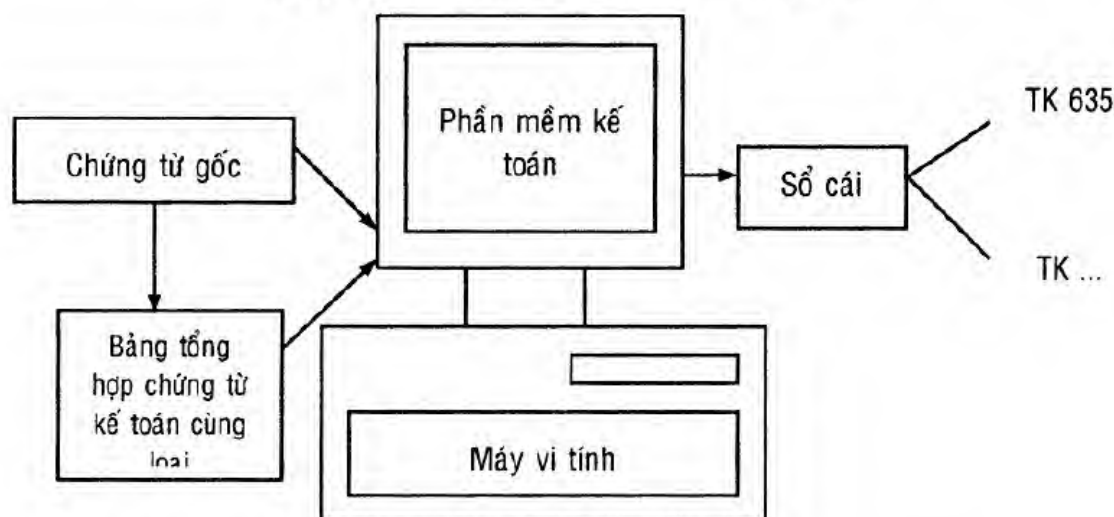 Chứng từ gốc
Bảng tổng
hợp chứng từ
kế toán cùng
loại
Phần mềm kế
toán
Máy vi tính
Sổ cái
TK 635
TK ...